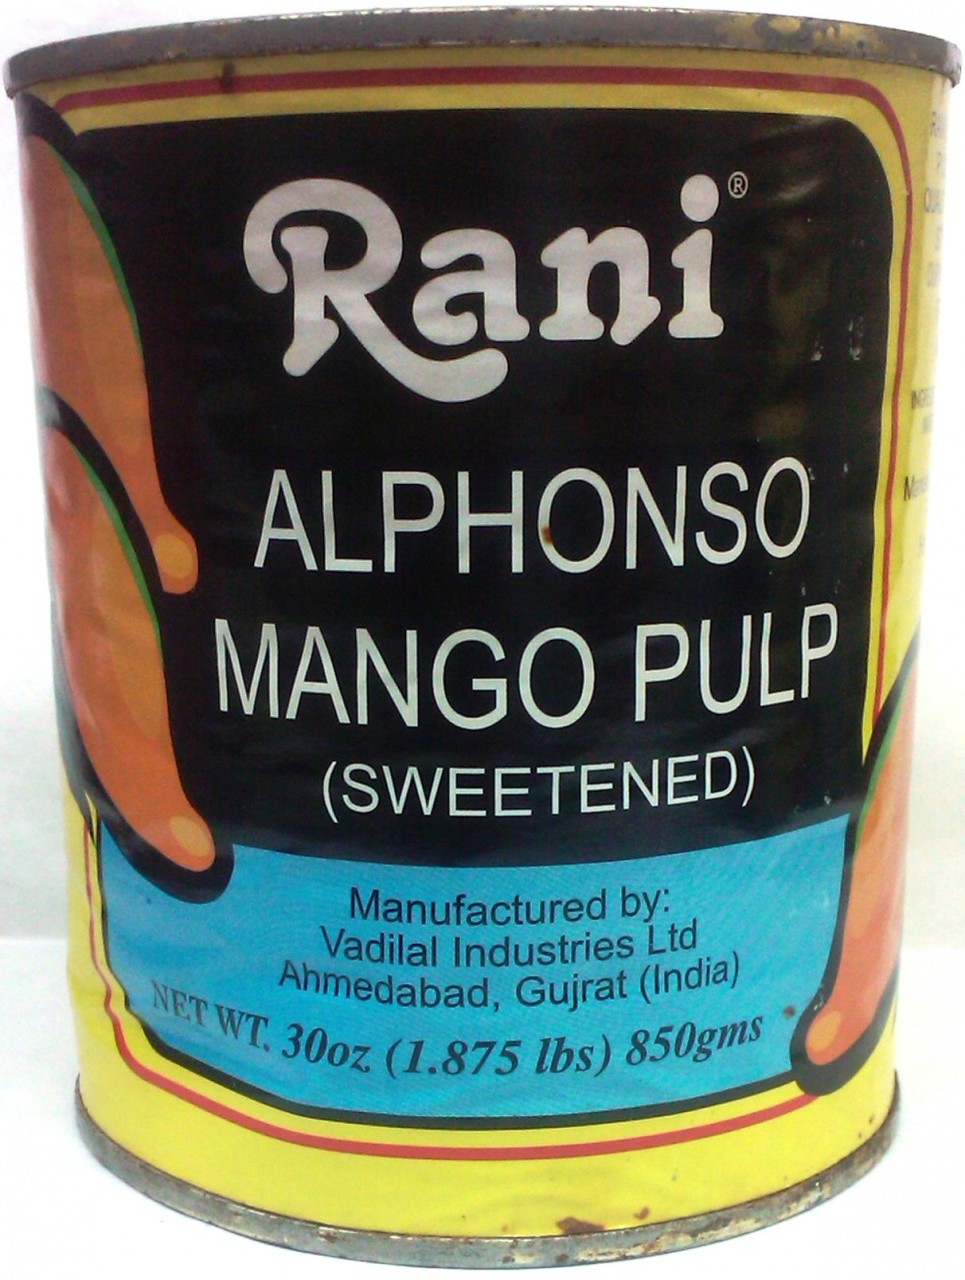 Rani®
ALPHONSO
MANGO PULP
(SWEETENED)
Manufactured by:
Vadilal Industries Ltd
Ahmedabad, Gujrat (India)
NET WT. 30oz (1.875 lbs) 850gms